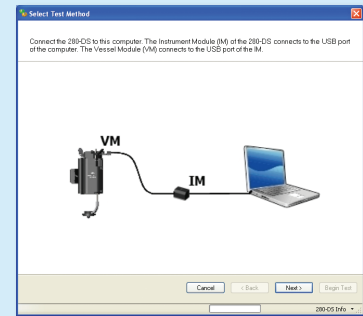 Select Test Method
Connect the 280-DS to this computer. The Instrument Module (IM) of the 280-DS connects to the USB port
of the computer. The Vessel Module (VM) connects to the USB port of the IM.
VM
IM
Cancel
< Back
Next >
Begin Test
280-DS Info